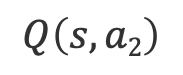 Q(s, a₂)